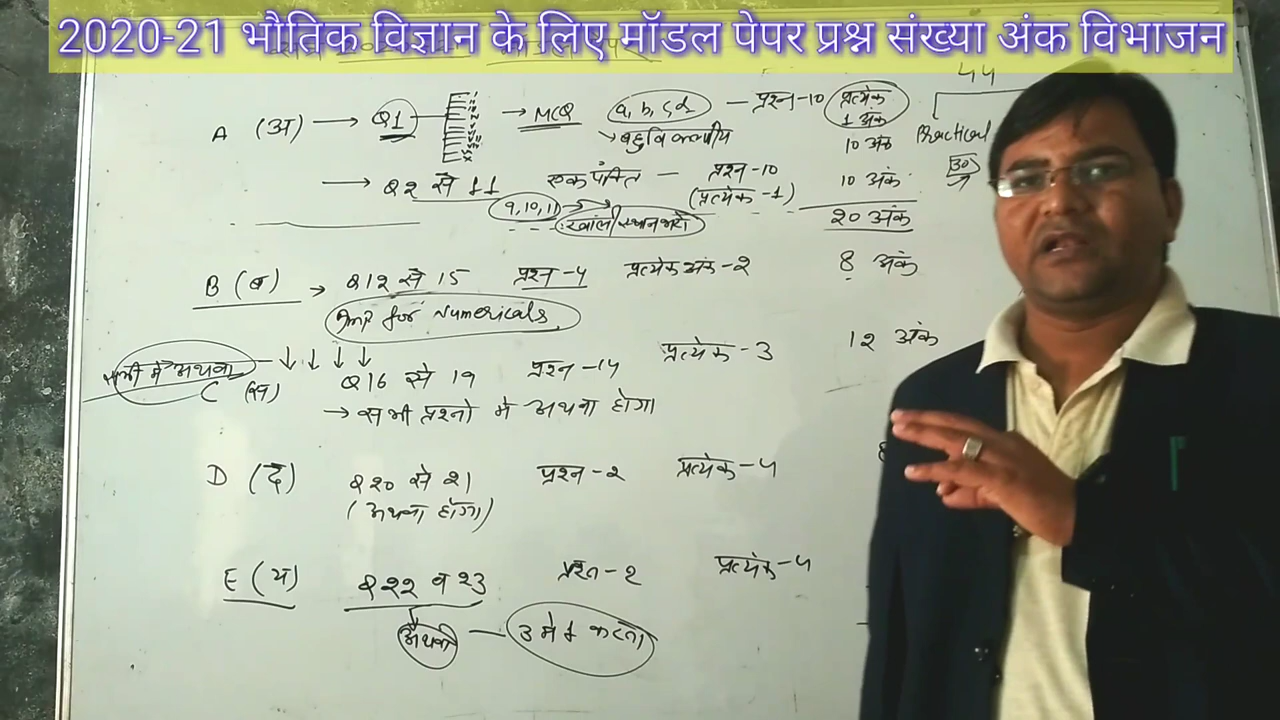 2020-21 भौतिक विज्ञान के लिए मॉडल पेपर प्रश्न संख्या अंक विभाजन
A (अ) → Q1 → MCQ a, b, c, d — प्रश्न-10 प्रत्येक 1 अंक
→ बहुविकल्पीय 10 अंक
Practical
30
→ Q2 से 11 एक पंक्ति — प्रश्न-10 10 अंक
(प्रत्येक -1)
9, 10, 11 → खाली स्थान भरो 20 अंक
B (ब) → Q12 से 15 प्रश्न-4 प्रत्येक अंक-2 8 अंक
Imp for Numericals
सभी में अथवा
C (स) Q16 से 19 प्रश्न-4 प्रत्येक-3 12 अंक
→ सभी प्रश्नो में अथवा होगा
D (द) Q20 से 21 प्रश्न-2 प्रत्येक-4 8
(अथवा होगा)
E (य) Q22 व 23 प्रश्न-2 प्रत्येक-4
अथवा — 3 मे 1 करना